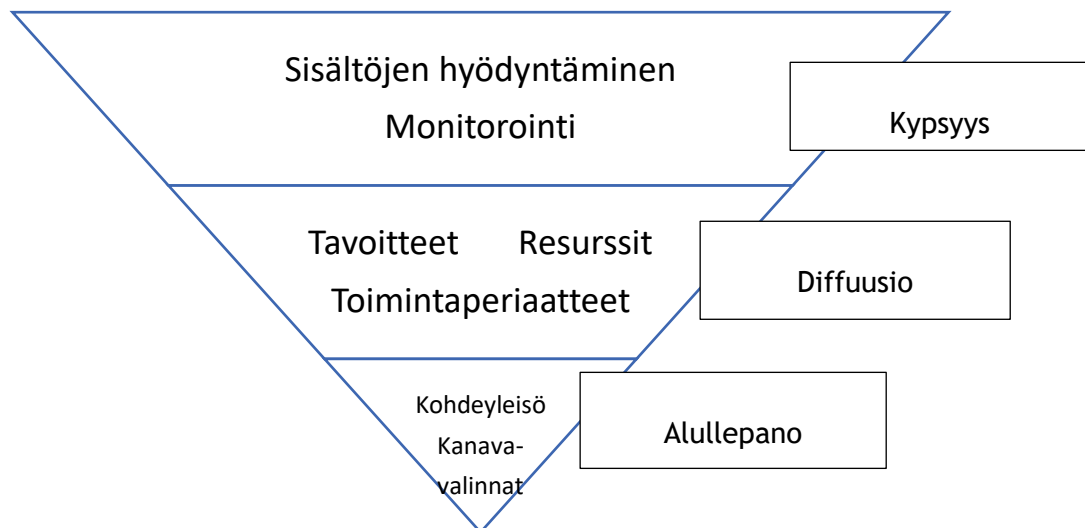 Sisältöjen hyödyntäminen
Monitorointi
Kypsyys
Tavoitteet Resurssit
Toimintaperiaatteet
Diffuusio
Kohdeyleisö
Kanava-
valinnat
Alullepano